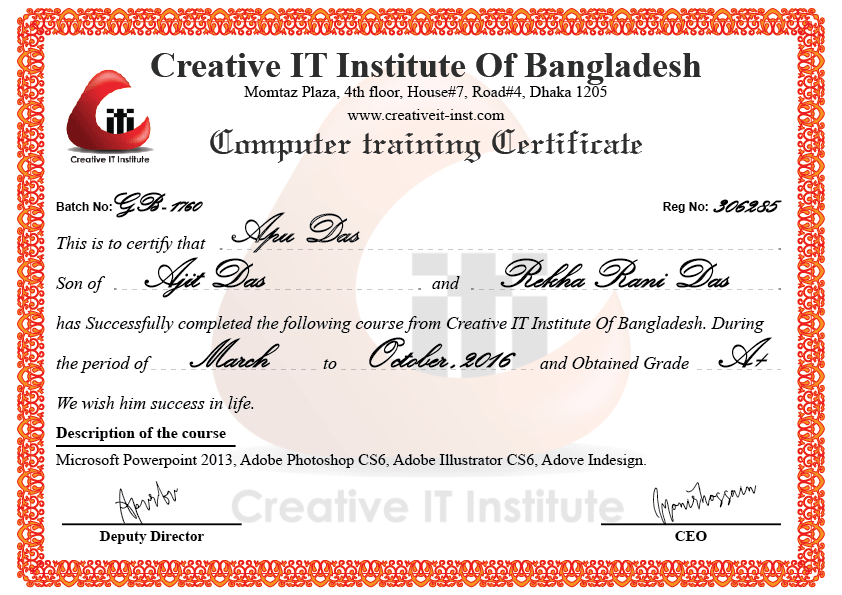 Creative IT Institute Of Bangladesh
Momtaz Plaza, 4th floor, House#7, Road#4, Dhaka 1205
www.creativeit-inst.com
iti
Creative IT Institute
Computer training Certificate
Batch No: GB-1760 Reg No: 306285
This is to certify that Apu Das
Son of Ajit Das and Rekha Rani Das
has Successfully completed the following course from Creative IT Institute Of Bangladesh. During
the period of March to October, 2016 and Obtained Grade A+
We wish him success in life.
Description of the course
Microsoft Powerpoint 2013, Adobe Photoshop CS6, Adobe Illustrator CS6, Adove Indesign.
iti
Creative IT Institute
Deputy Director CEO